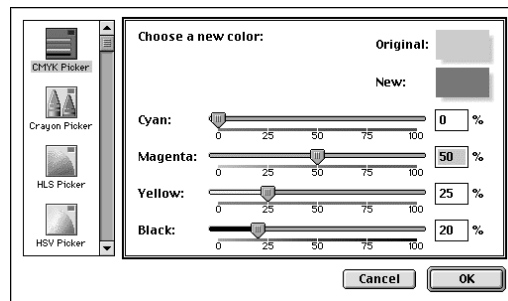 CMYK Picker
Crayon Picker
HLS Picker
HSV Picker
Choose a new color:
Original:
New:
Cyan:
0 25 50 75 100
0 %
Magenta:
0 25 50 75 100
50 %
Yellow:
0 25 50 75 100
25 %
Black:
0 25 50 75 100
20 %
Cancel
OK